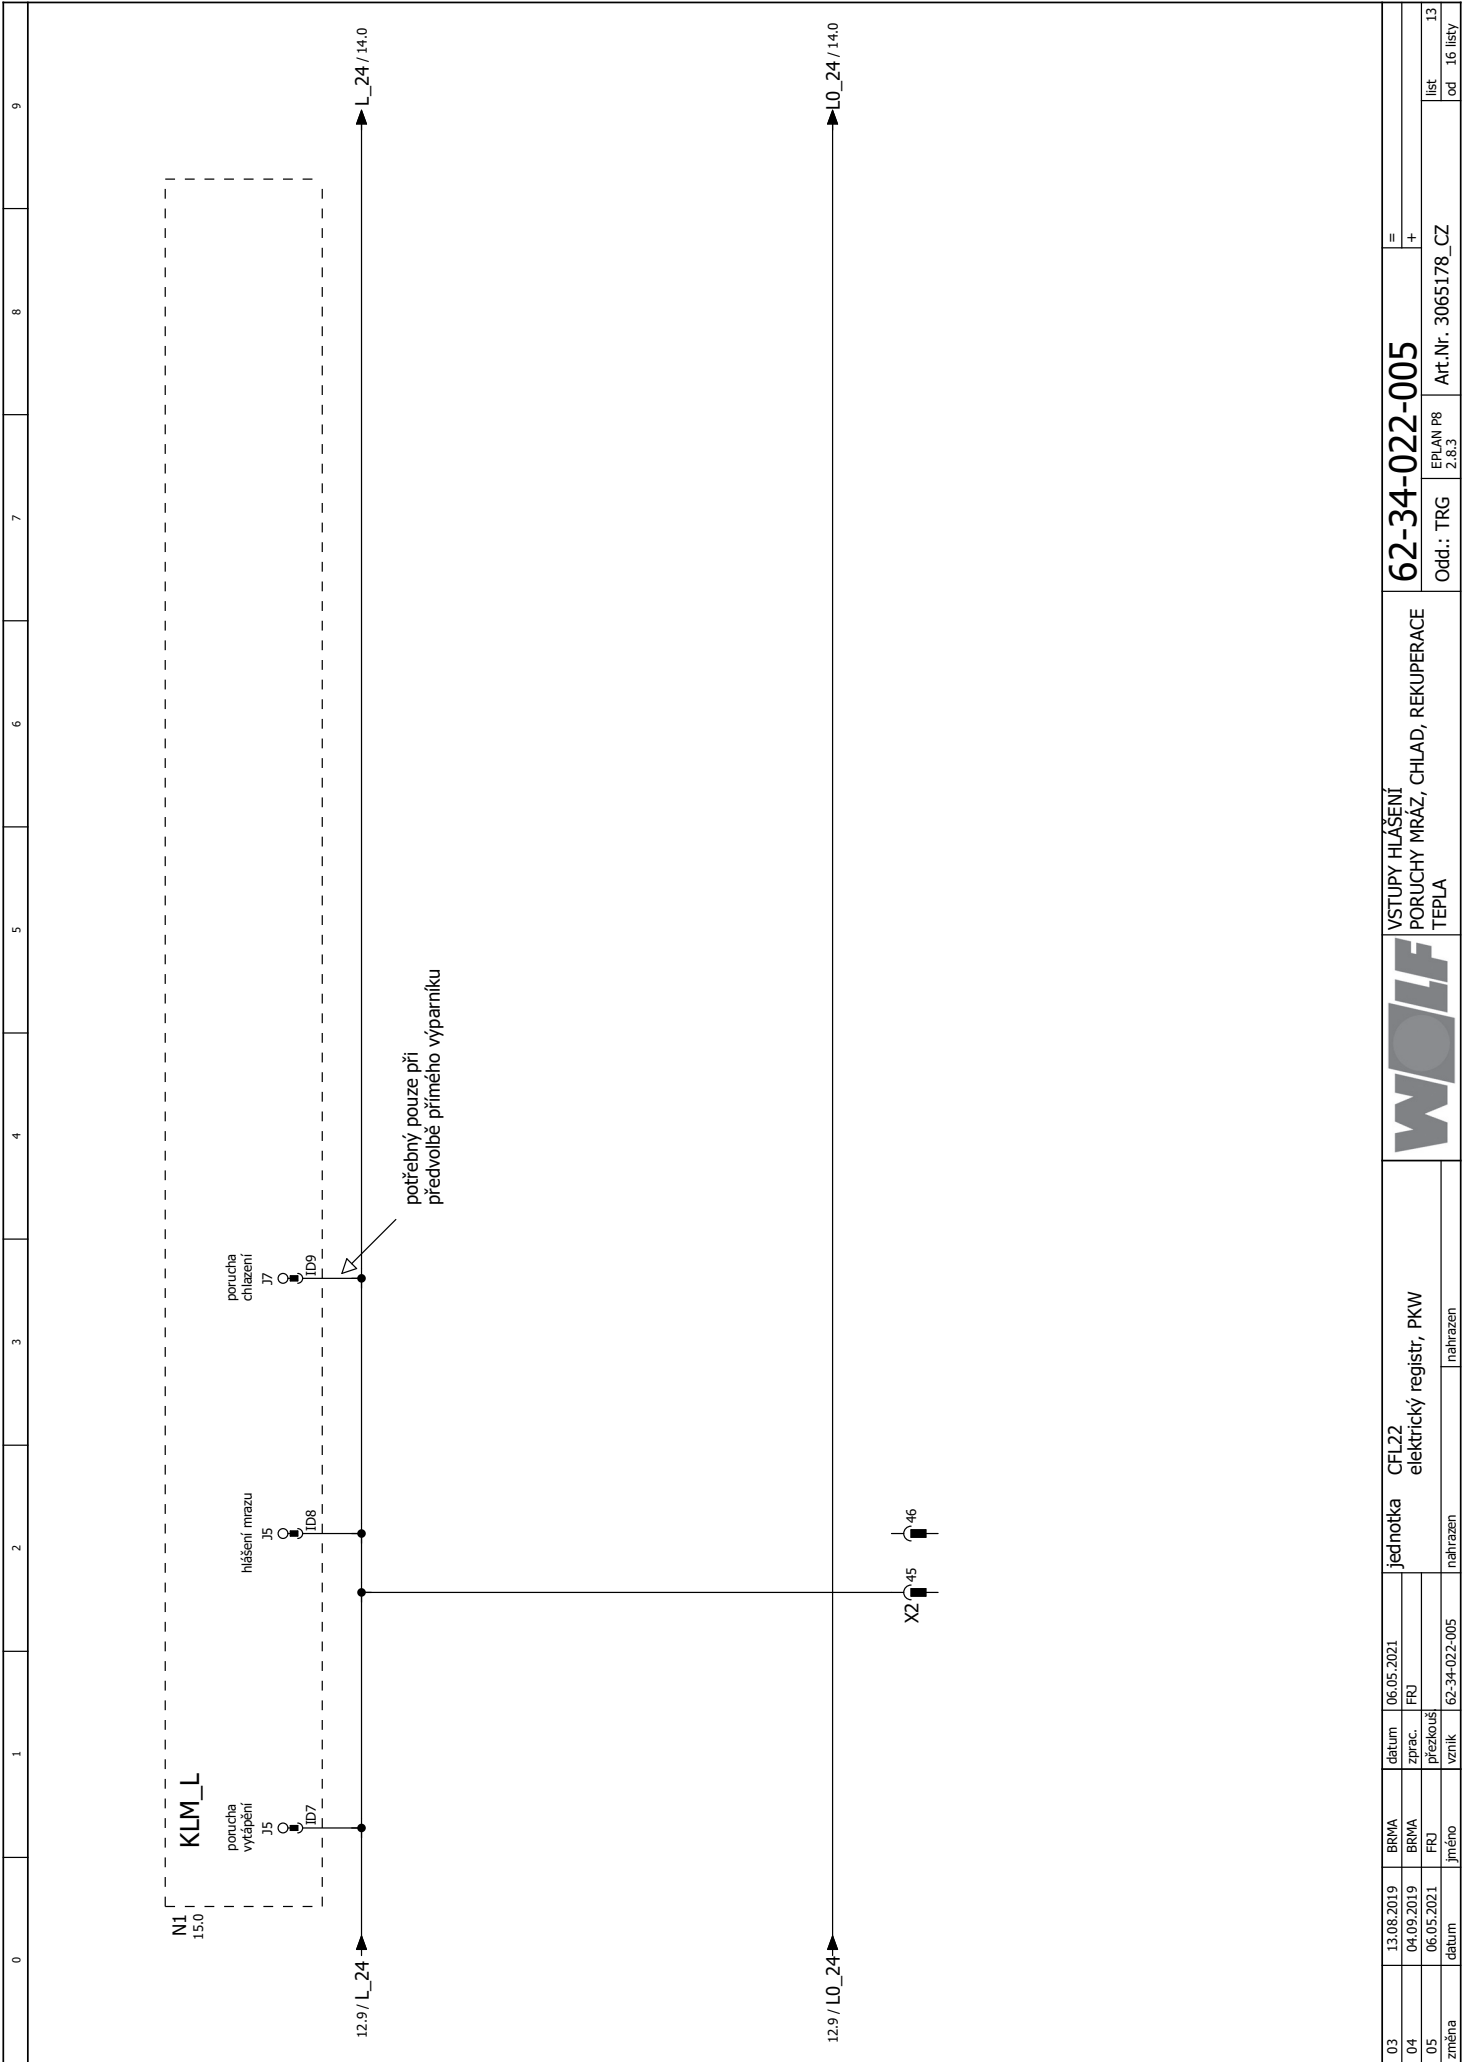 0 1 2 3 4 5 6 7 8 9
N1
15.0
KLM_L
porucha
vytápění
J5
ID7
hlášení mrazu
J5
ID8
porucha
chlazení
J7
ID9
12.9 / L_24
L_24 / 14.0
potřebný pouze při
předvolbě přímého výparníku
12.9 / L0_24
L0_24 / 14.0
X2 45
46
03 13.08.2019 BRMA datum 06.05.2021
04 04.09.2019 BRMA zprac. FRJ
05 06.05.2021 FRJ přezkouš.
změna datum jméno vznik 62-34-022-005
jednotka CFL22
elektrický registr, PKW
nahrazen nahrazen
WOLF
VSTUPY HLÁŠENÍ
PORUCHY MRÁZ, CHLAD, REKUPERACE
TEPLA
62-34-022-005
=
+
Odd.: TRG
EPLAN P8
2.8.3
Art.Nr. 3065178_CZ
list 13
od 16 listy